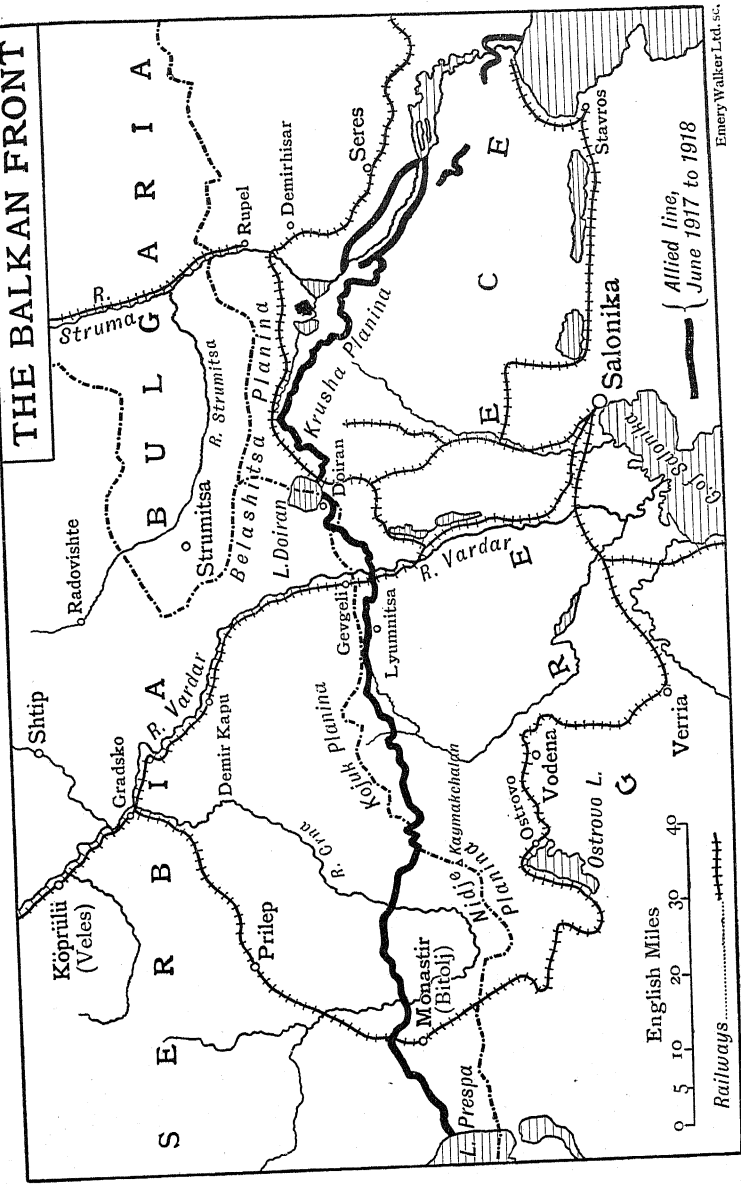 THE BALKAN FRONT
BULGARIA
SERBIA
GREECE
R.
Struma
Rupel
Demirhisar
Seres
R. Strumitsa
Strumitsa
Radovishte
Belashitsa Planina
L. Doiran
Doiran
Krusha Planina
Shtip
Gradsko
R. Vardar
Demir Kapu
Köprülü
(Veles)
Prilep
R. Crna
Kojuk Planina
Gevgeli
Lyumnitsa
R. Vardar
Monastir
(Bitolj)
Nidje
Planina
Kaymakchalan
L. Prespa
Ostrovo
Ostrovo L.
Vodena
Verria
Salonika
G. of Salonika
Stavros
English Miles
0 5 10 20 30 40
Railways
Allied line,
June 1917 to 1918
Emery Walker Ltd. sc.